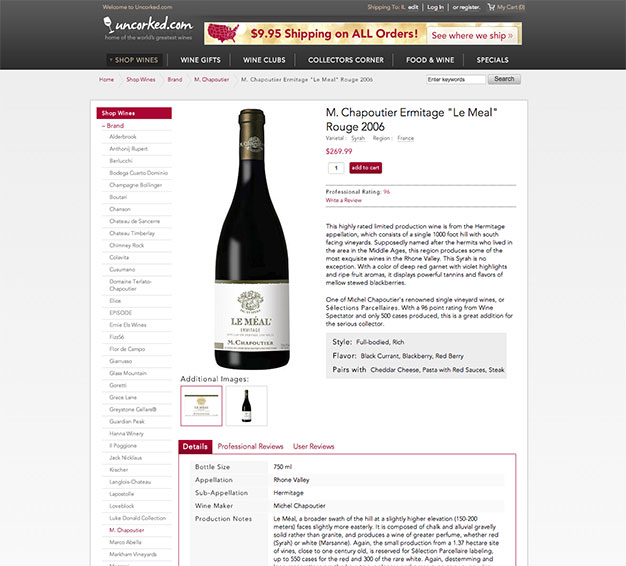 Welcome to Uncorked.com
Shipping To: IL edit | Log In | or register. My Cart (0)
uncorked.com
home of the world's greatest wines
$9.95 Shipping on ALL Orders! See where we ship »
SHOP WINES WINE GIFTS WINE CLUBS COLLECTORS CORNER FOOD & WINE SPECIALS
Home Shop Wines Brand M. Chapoutier M. Chapoutier Ermitage "Le Meal" Rouge 2006 Enter keywords Search
Shop Wines
– Brand
Alderbrook
Anthonij Rupert
Berlucchi
Bodega Cuarto Dominio
Champagne Bollinger
Boutari
Chanson
Chateau de Sancerre
Chateau Timberlay
Chimney Rock
Colavita
Cusumano
Domaine Terlato-
Chapoutier
Elisa
EPISODE
Ernie Els Wines
Fizz56
Flor de Campo
Gianusso
Glass Mountain
Goretti
Grace Lane
Greystone Cellars®
Guardian Peak
Hanna Winery
Il Poggione
Jack Nicklaus
Kracher
Langlois-Chateau
Lapostolle
Loveblock
Luke Donald Collection
M. Chapoutier
Marco Abella
Markham Vineyards
LE MÉAL
ERMITAGE
M. CHAPOUTIER
Additional Images:
M. Chapoutier Ermitage "Le Meal"
Rouge 2006
Varietal : Syrah Region : France
$269.99
1 add to cart
Professional Rating: 96
Write a Review
This highly rated limited production wine is from the Hermitage
appellation, which consists of a single 1000 foot hill with south
facing vineyards. Supposedly named after the hermits who lived in
the area in the Middle Ages, this region produces some of the
most exquisite wines in the Rhone Valley. This Syrah is no
exception. With a color of deep red garnet with violet highlights
and ripe fruit aromas, it displays powerful tannins and flavors of
mellow stewed blackberries.
One of Michel Chapoutier's renowned single vineyard wines, or
Sélections Parcellaires. With a 96 point rating from Wine
Spectator and only 500 cases produced, this is a great addition for
the serious collector.
Style: Full-bodied, Rich
Flavor: Black Currant, Blackberry, Red Berry
Pairs with Cheddar Cheese, Pasta with Red Sauces, Steak
Details Professional Reviews User Reviews
Bottle Size 750 ml
Appellation Rhone Valley
Sub-Appellation Hermitage
Wine Maker Michel Chapoutier
Production Notes Le Méal, a broader swath of the hill at a slightly higher elevation (150-200
meters) faces slightly more easterly. It is composed of chalk and alluvial gravelly
solid rather than granite, and produces a wine of greater perfume, whether red
(Syrah) or white (Marsanne). Again, the small production from a 1.37 hectare site
of vines, close to one century old, is reserved for Sélection Parcellaire labeling,
up to 550 cases for the red and 300 of the rare white. Again, destemming and